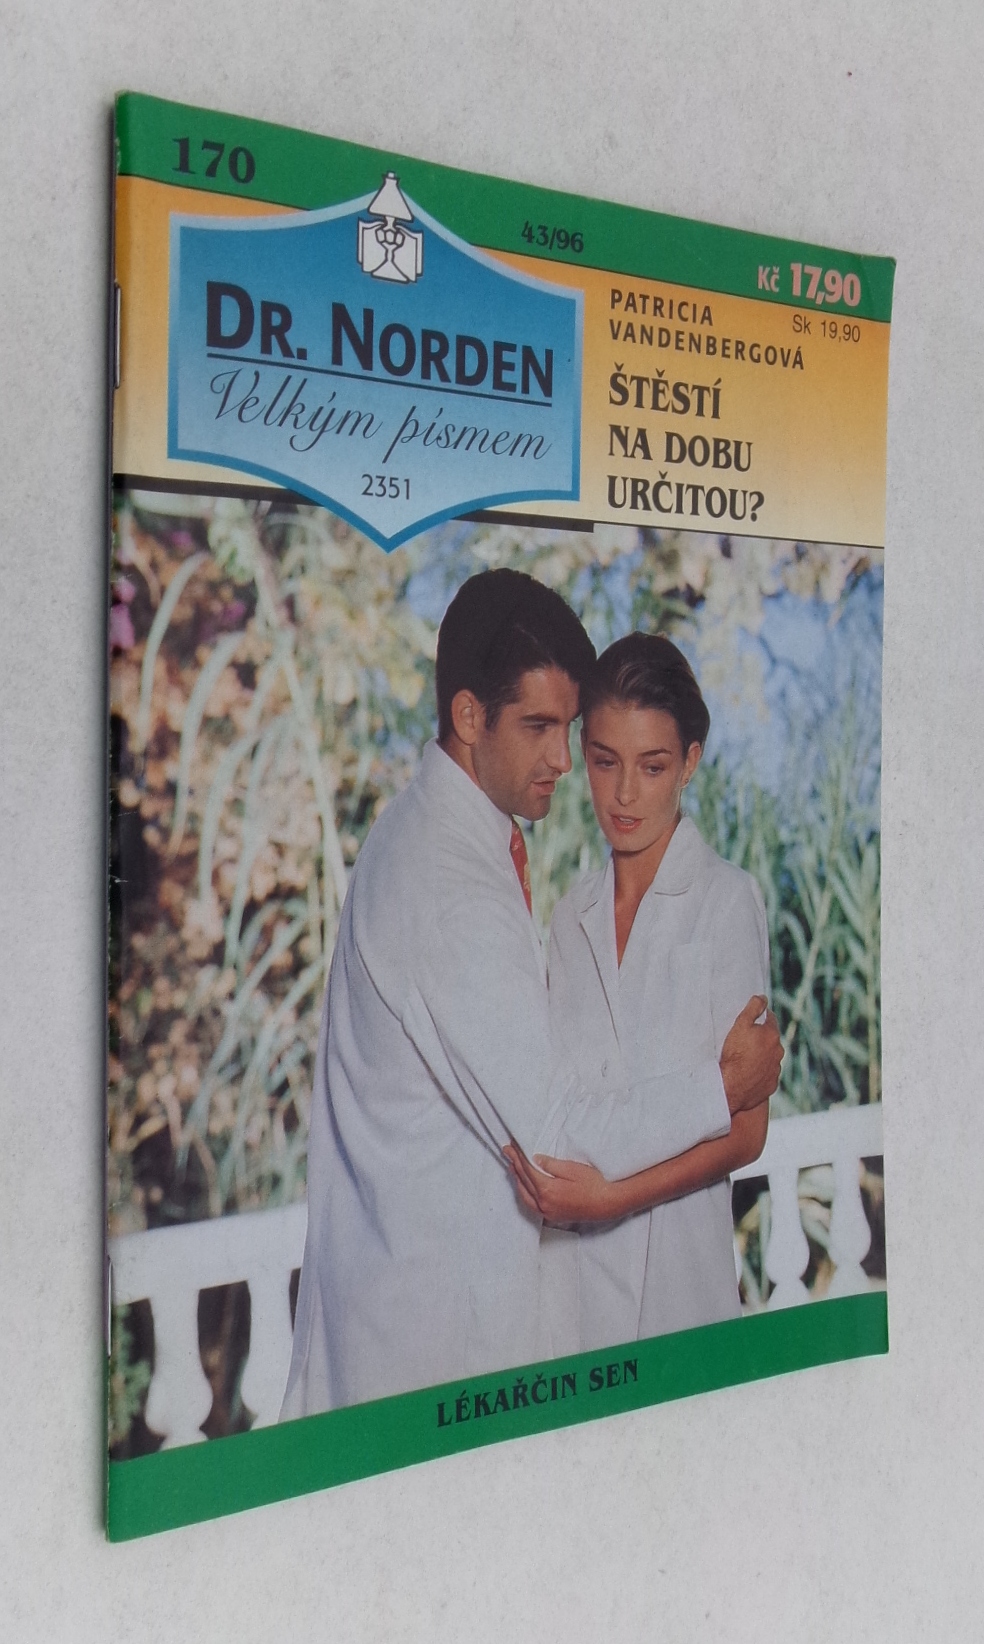 170
43/96
Kč 17,90
Sk 19,90
DR. NORDEN
Velkým písmem
2351
PATRICIA
VANDENBERGOVÁ
ŠTĚSTÍ
NA DOBU
URČITOU?
LÉKAŘČIN SEN